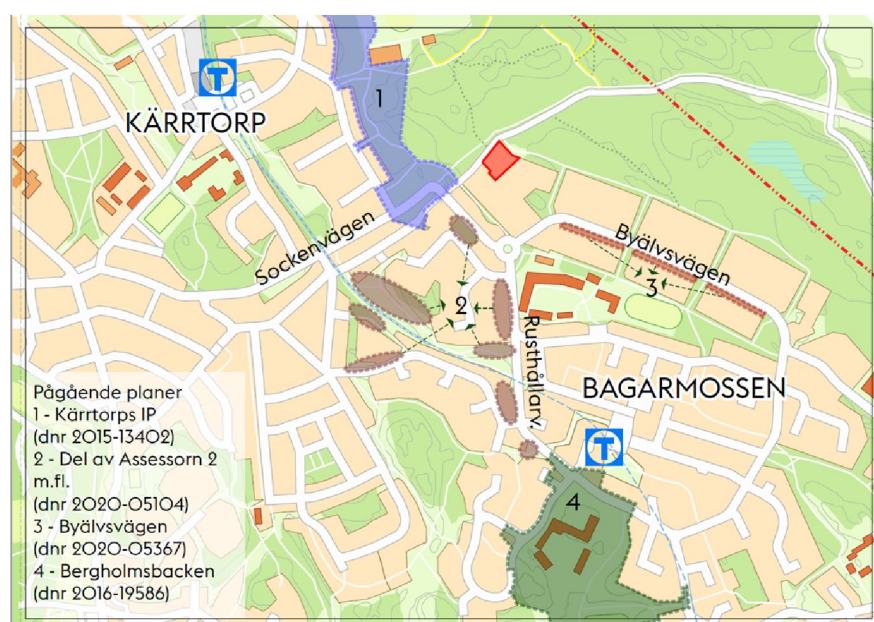 T
KÄRRTORP
1
Sockenvägen
Byälvsvägen
2
3
Rusthållarv.
BAGARMOSSEN
T
4
Pågående planer
1 - Kärrtorps IP
(dnr 2015-13402)
2 - Del av Assessorn 2
m.fl.
(dnr 2020-05104)
3 - Byälvsvägen
(dnr 2020-05367)
4 - Bergholmsbacken
(dnr 2016-19586)